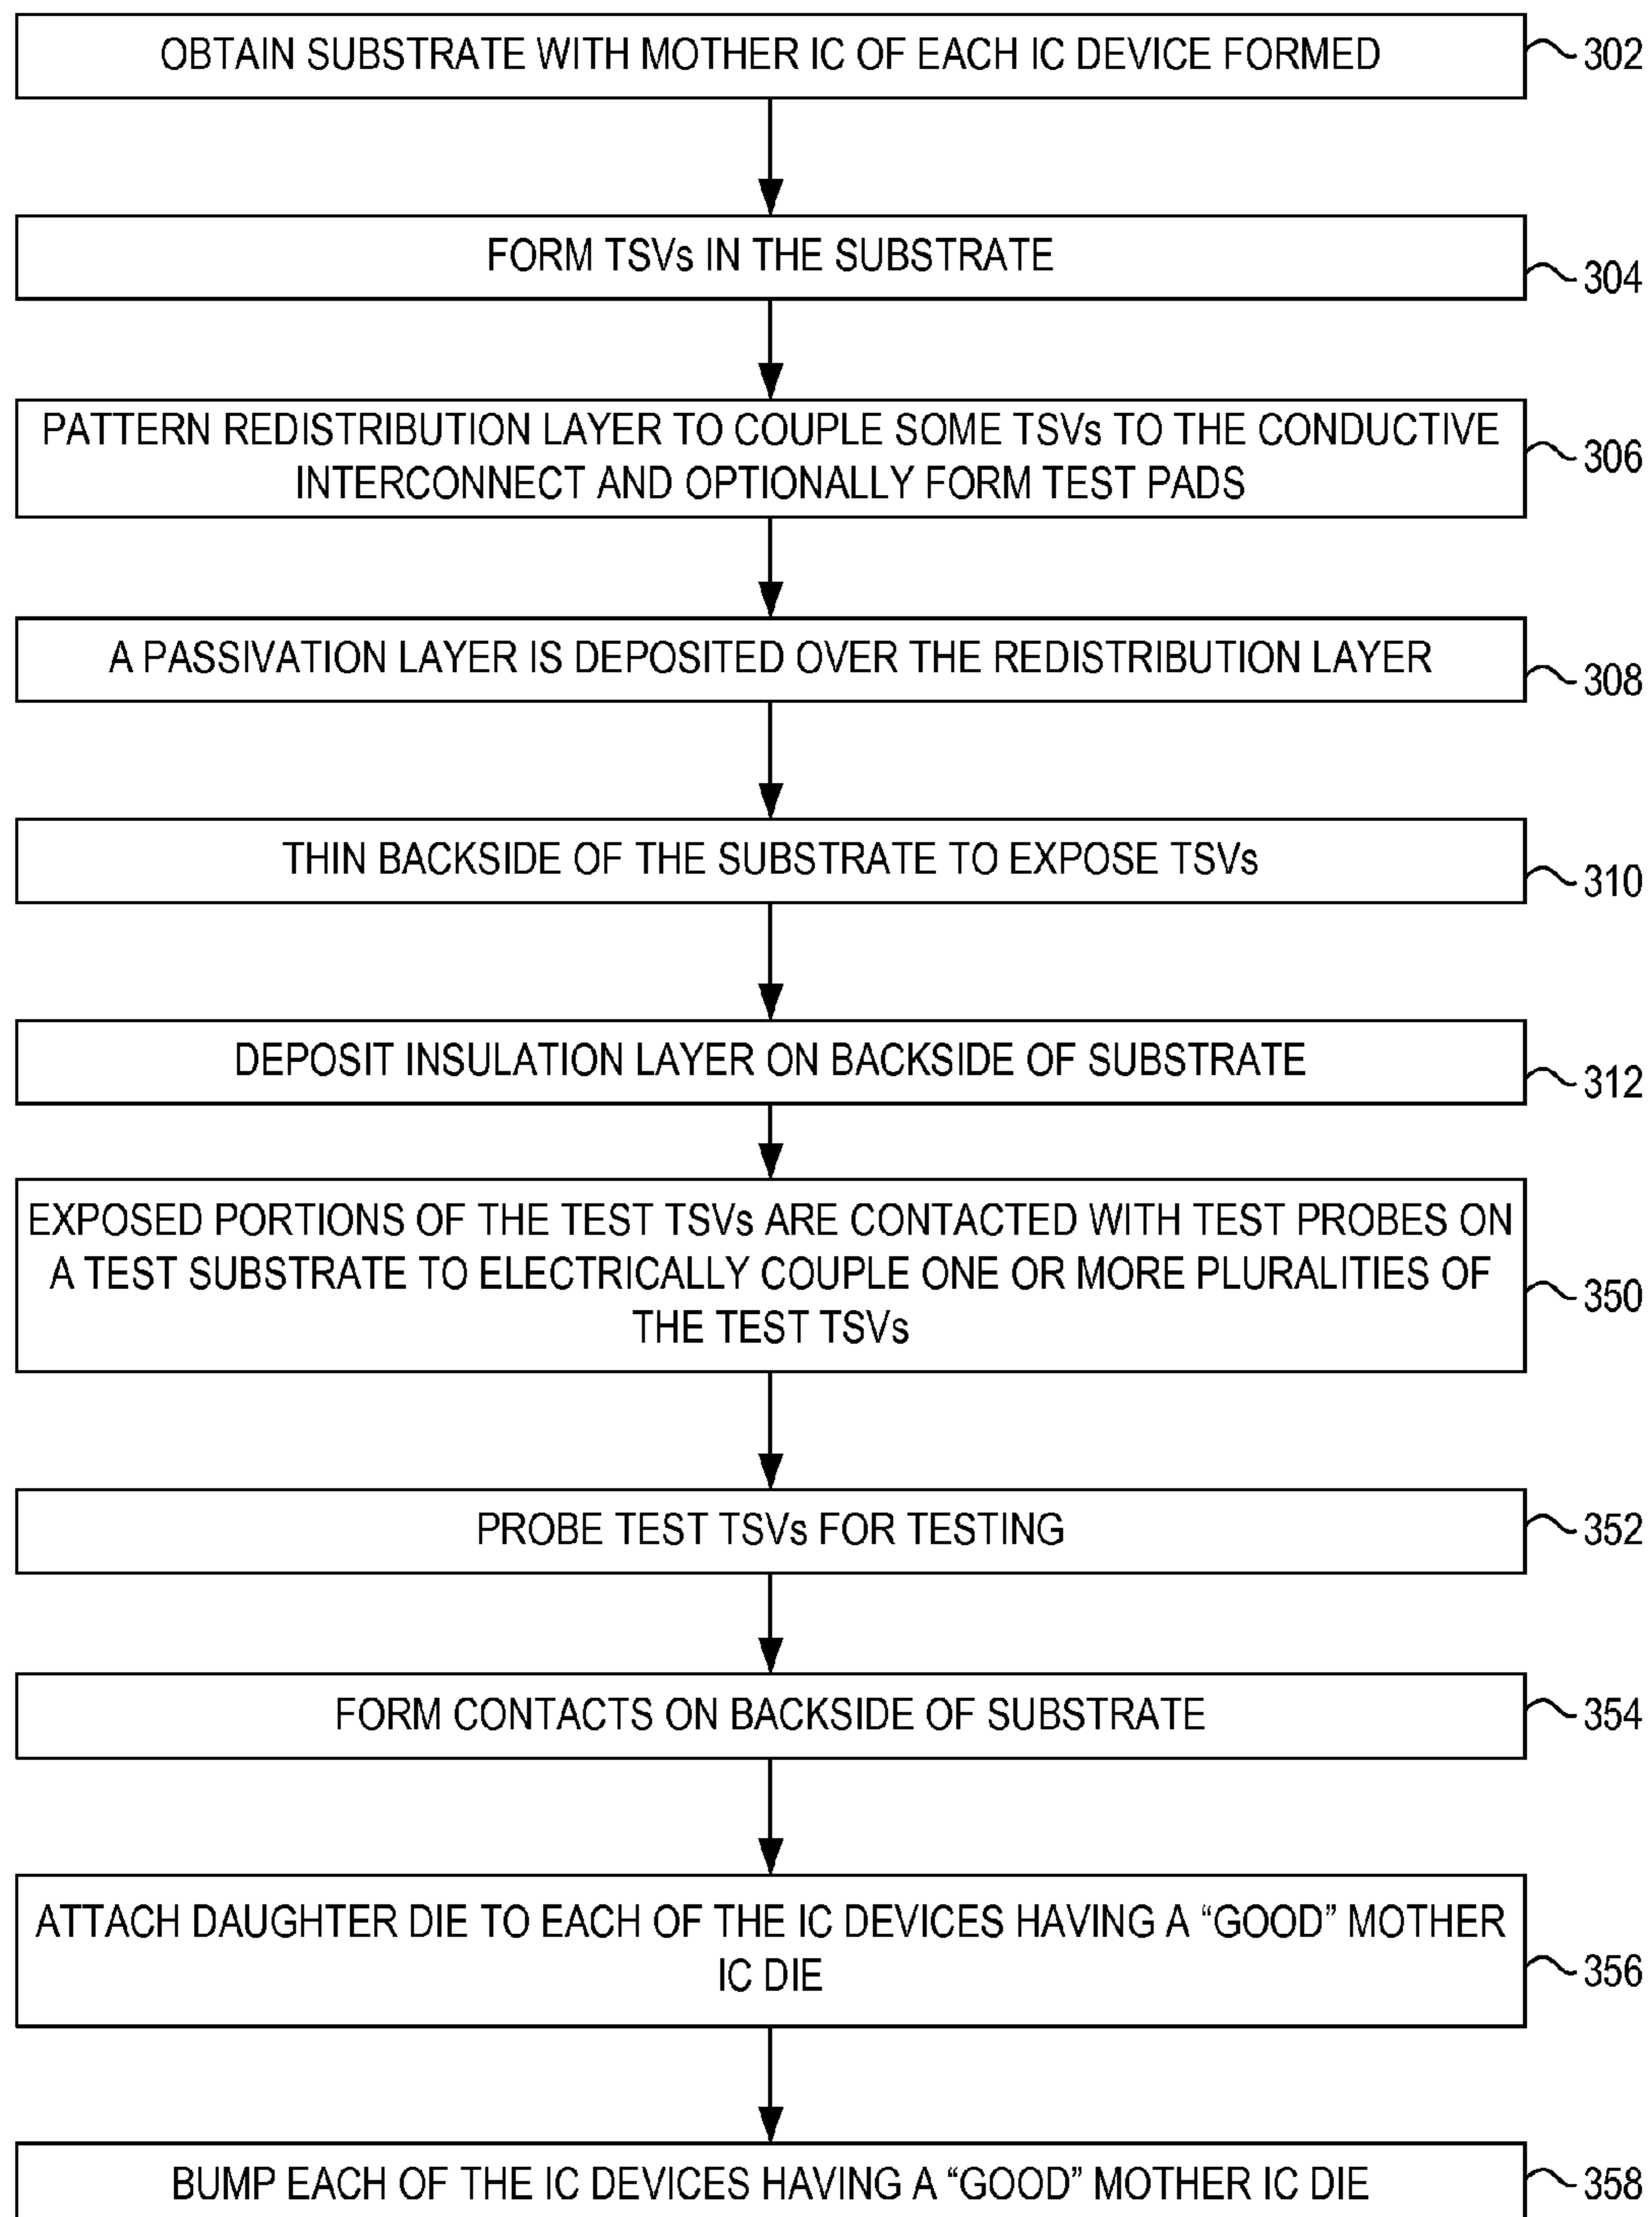 OBTAIN SUBSTRATE WITH MOTHER IC OF EACH IC DEVICE FORMED
302
FORM TSVs IN THE SUBSTRATE
304
PATTERN REDISTRIBUTION LAYER TO COUPLE SOME TSVs TO THE CONDUCTIVE
INTERCONNECT AND OPTIONALLY FORM TEST PADS
306
A PASSIVATION LAYER IS DEPOSITED OVER THE REDISTRIBUTION LAYER
308
THIN BACKSIDE OF THE SUBSTRATE TO EXPOSE TSVs
310
DEPOSIT INSULATION LAYER ON BACKSIDE OF SUBSTRATE
312
EXPOSED PORTIONS OF THE TEST TSVs ARE CONTACTED WITH TEST PROBES ON
A TEST SUBSTRATE TO ELECTRICALLY COUPLE ONE OR MORE PLURALITIES OF
THE TEST TSVs
350
PROBE TEST TSVs FOR TESTING
352
FORM CONTACTS ON BACKSIDE OF SUBSTRATE
354
ATTACH DAUGHTER DIE TO EACH OF THE IC DEVICES HAVING A “GOOD” MOTHER
IC DIE
356
BUMP EACH OF THE IC DEVICES HAVING A “GOOD” MOTHER IC DIE
358